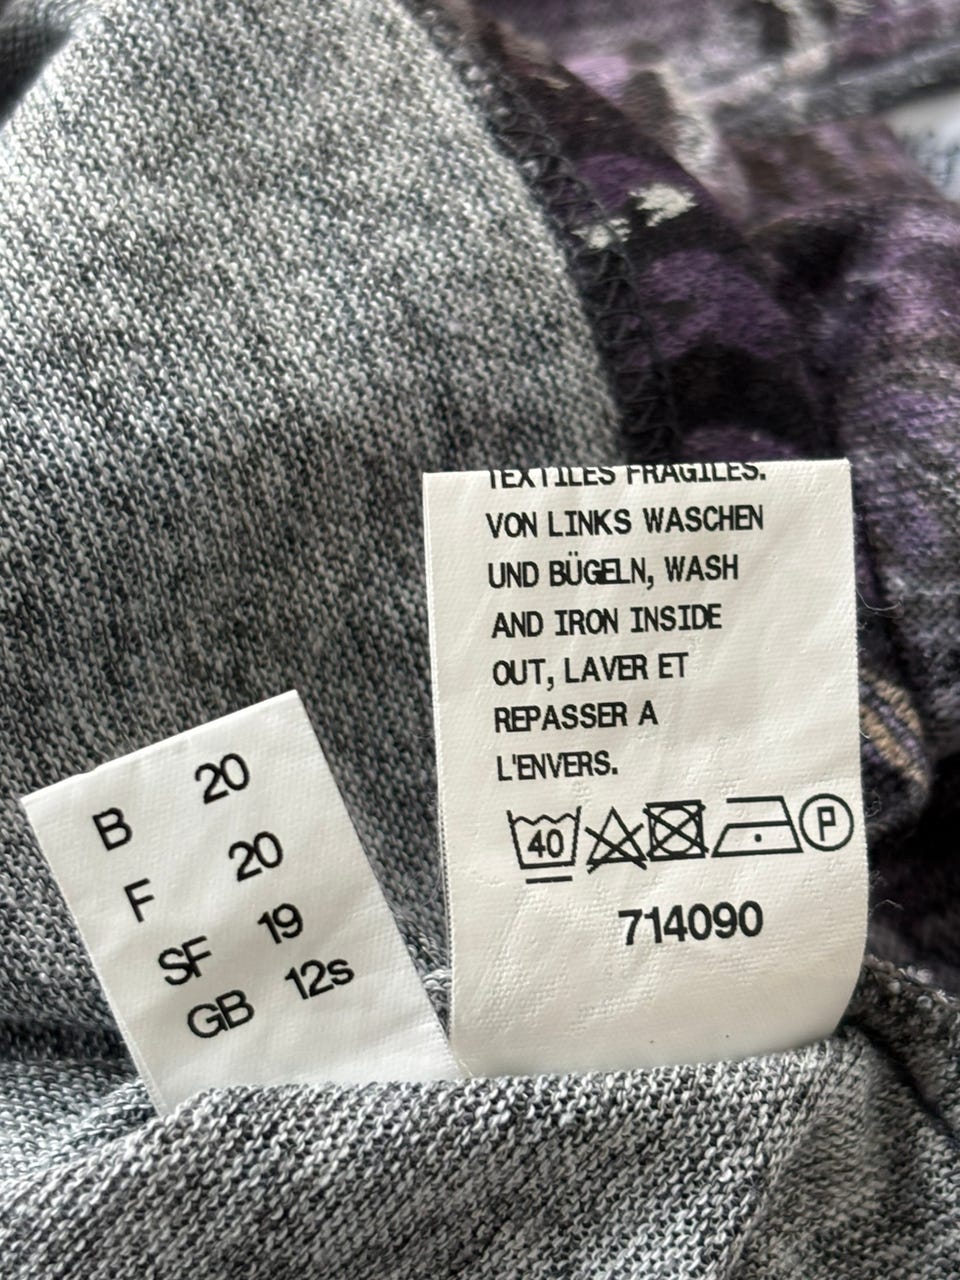 TEXTILES FRAGILES.
VON LINKS WASCHEN
UND BÜGELN, WASH
AND IRON INSIDE
OUT, LAVER ET
REPASSER A
L'ENVERS.
40 P
714090
B 20
F 20
SF 19
GB 12s